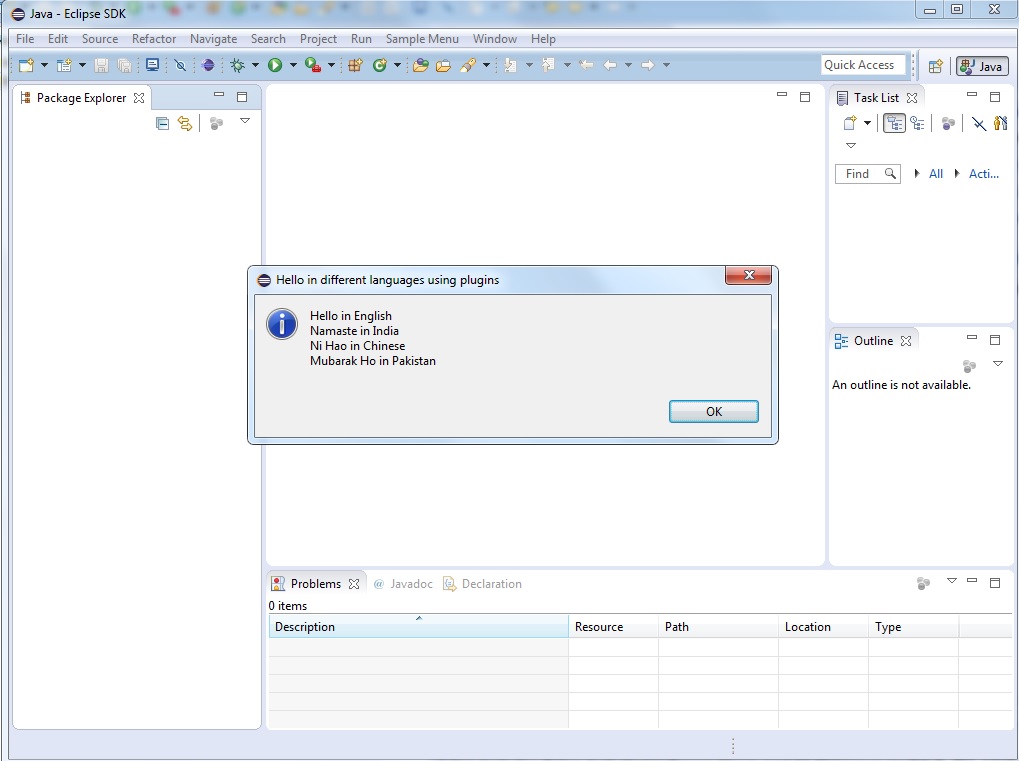 Java - Eclipse SDK
File Edit Source Refactor Navigate Search Project Run Sample Menu Window Help
Quick Access
Java
Package Explorer
Task List
Find
All
Acti...
Hello in different languages using plugins
Hello in English
Namaste in India
Ni Hao in Chinese
Mubarak Ho in Pakistan
OK
Outline
An outline is not available.
Problems @ Javadoc Declaration
0 items
Description Resource Path Location Type